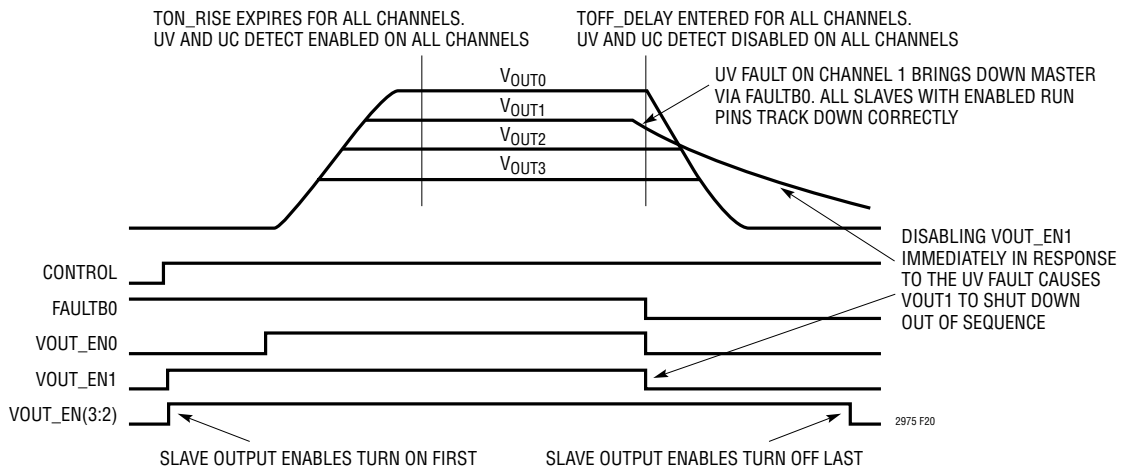 TON_RISE EXPIRES FOR ALL CHANNELS.
UV AND UC DETECT ENABLED ON ALL CHANNELS
TOFF_DELAY ENTERED FOR ALL CHANNELS.
UV AND UC DETECT DISABLED ON ALL CHANNELS
VOUT0
VOUT1
VOUT2
VOUT3
UV FAULT ON CHANNEL 1 BRINGS DOWN MASTER
VIA FAULTB0. ALL SLAVES WITH ENABLED RUN
PINS TRACK DOWN CORRECTLY
DISABLING VOUT_EN1
IMMEDIATELY IN RESPONSE
TO THE UV FAULT CAUSES
VOUT1 TO SHUT DOWN
OUT OF SEQUENCE
CONTROL
FAULTB0
VOUT_EN0
VOUT_EN1
VOUT_EN(3:2)
2975 F20
SLAVE OUTPUT ENABLES TURN ON FIRST
SLAVE OUTPUT ENABLES TURN OFF LAST